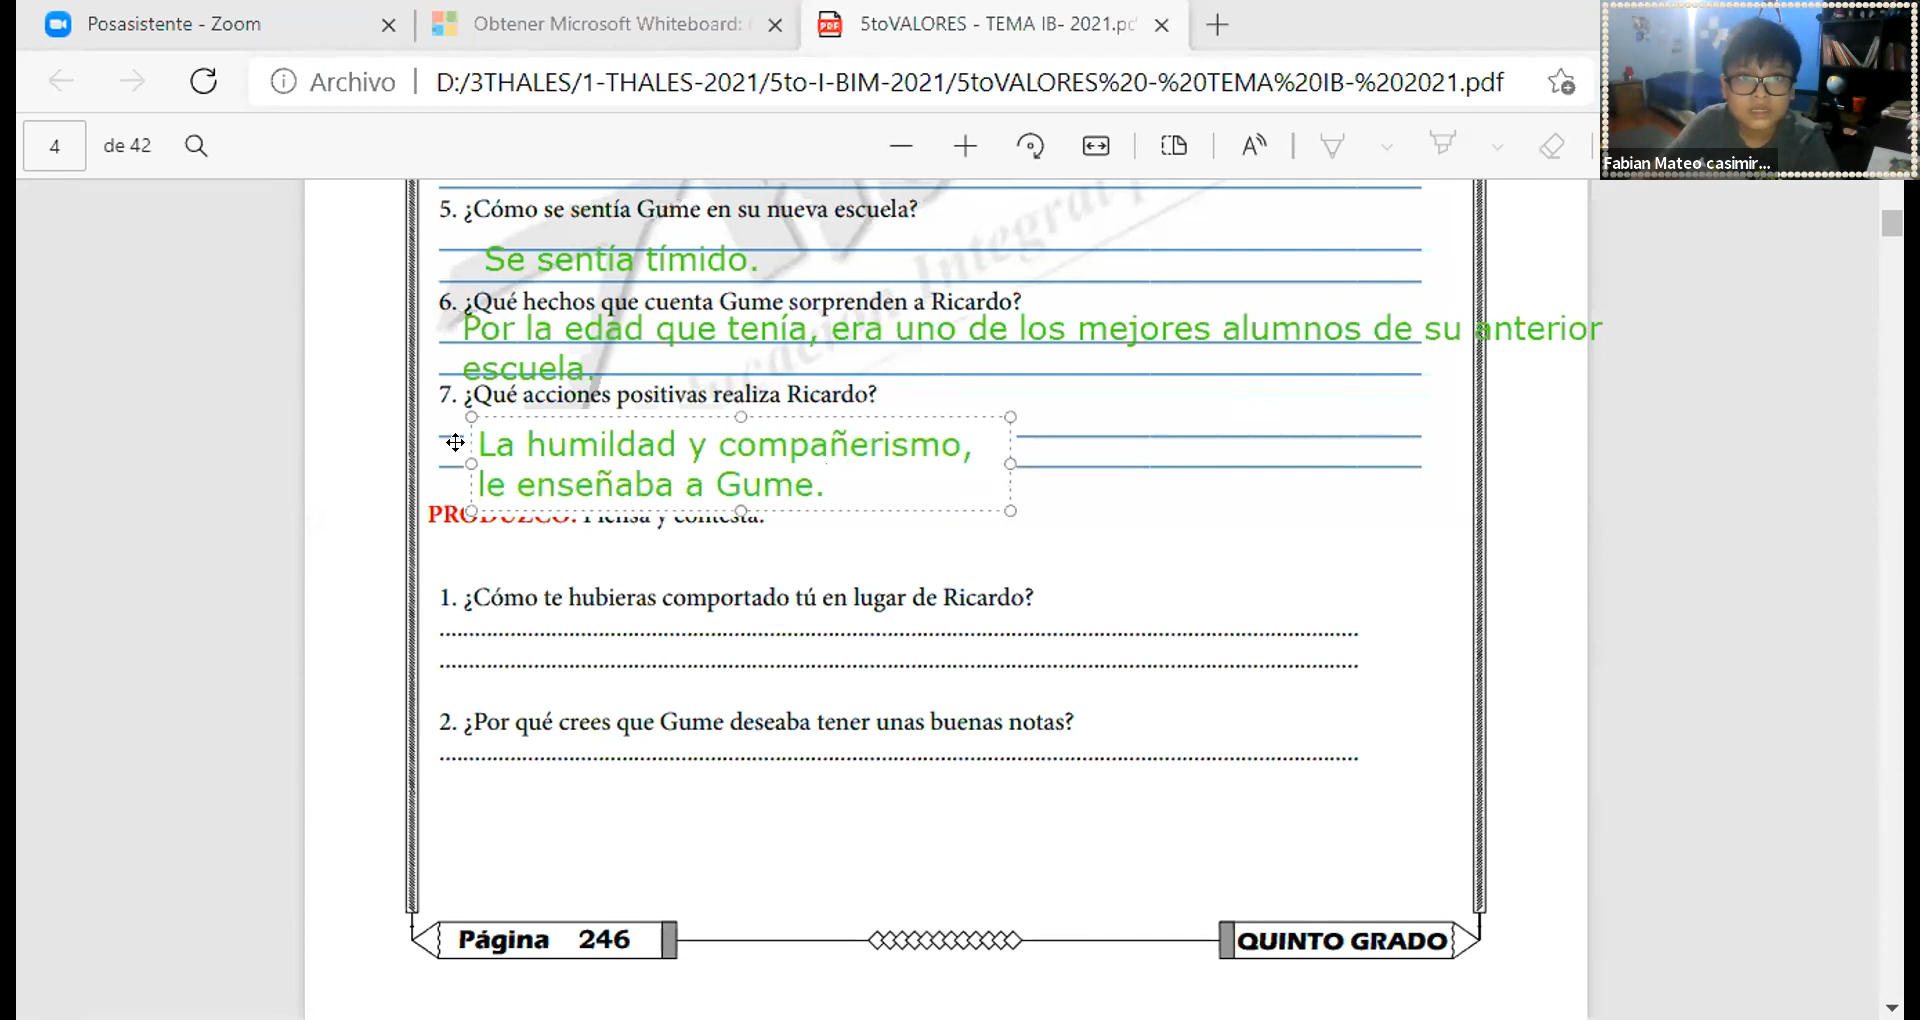 Posasistente - Zoom
Obtener Microsoft Whiteboard:
5toVALORES - TEMA IB- 2021.pd
Archivo
D:/3THALES/1-THALES-2021/5to-I-BIM-2021/5toVALORES%20-%20TEMA%20IB-%202021.pdf
Fabian Mateo casimir...
4
de 42
5. ¿Cómo se sentía Gume en su nueva escuela?
Se sentía tímido.
6. ¿Qué hechos que cuenta Gume sorprenden a Ricardo?
Por la edad que tenía, era uno de los mejores alumnos de su anterior
escuela.
7. ¿Qué acciones positivas realiza Ricardo?
La humildad y compañerismo,
le enseñaba a Gume.
PRODUZCO: Piensa y contesta.
1. ¿Cómo te hubieras comportado tú en lugar de Ricardo?
2. ¿Por qué crees que Gume deseaba tener unas buenas notas?
Página 246
QUINTO GRADO